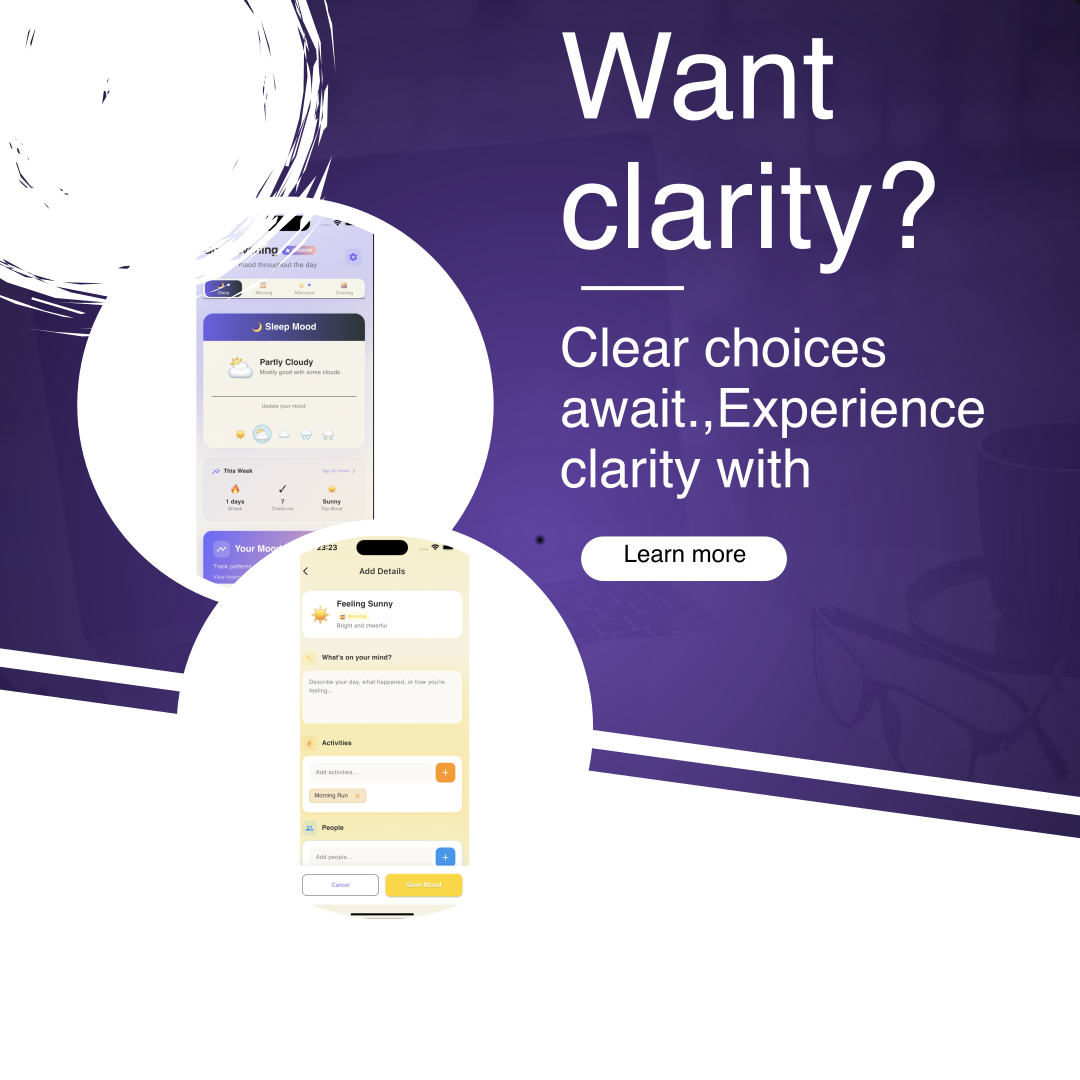 Want
clarity?
Clear choices
await.,Experience
clarity with
Learn more
mood throughout the day
Sleep
Morning
Afternoon
Evening
🌙 Sleep Mood
Partly Cloudy
Mostly good with some clouds
Update your mood
This Week
Tap for more >
1 days
7
Sunny
Streak
Check-ins
Top Mood
Your Mood
Track patterns
23:23
Add Details
Feeling Sunny
Morning
Bright and cheerful
What's on your mind?
Describe your day, what happened, or how you're
feeling...
Activities
Add activities...
+
Morning Run ×
People
Add people...
+
Cancel
Save Mood